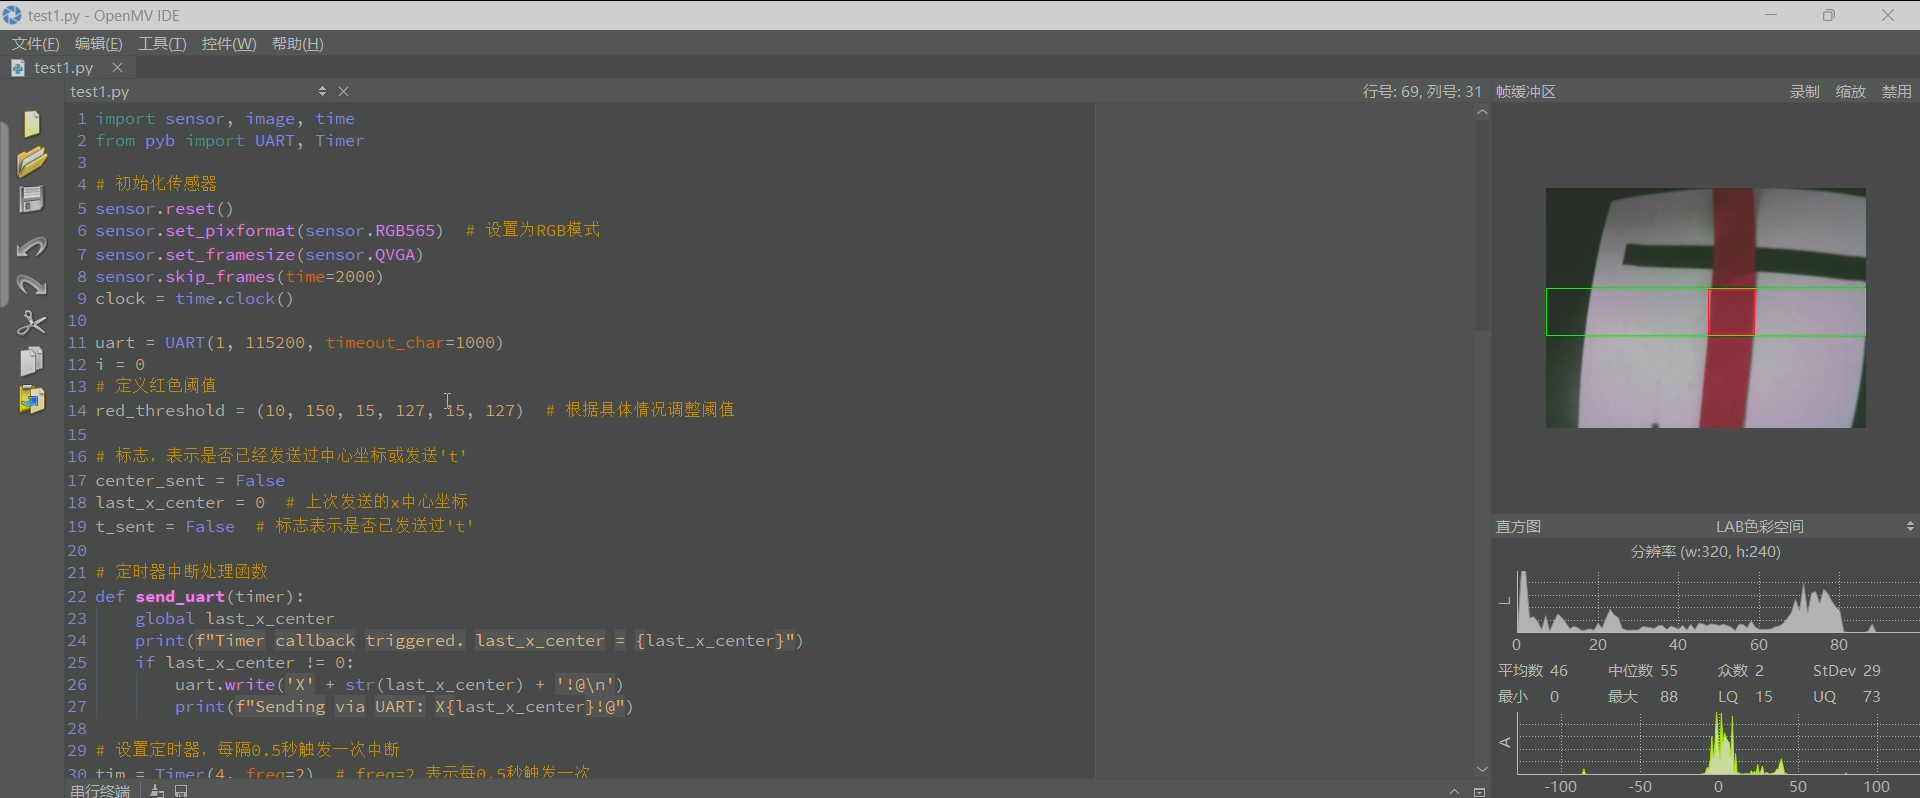 test1.py - OpenMV IDE
文件(F) 编辑(E) 工具(T) 控件(W) 帮助(H)
test1.py
test1.py 行号: 69, 列号: 31 帧缓冲区 录制 缩放 禁用
1 import sensor, image, time
2 from pyb import UART, Timer
3
4 # 初始化传感器
5 sensor.reset()
6 sensor.set_pixformat(sensor.RGB565)  # 设置为RGB模式
7 sensor.set_framesize(sensor.QVGA)
8 sensor.skip_frames(time=2000)
9 clock = time.clock()
10
11 uart = UART(1, 115200, timeout_char=1000)
12 i = 0
13 # 定义红色阈值
14 red_threshold = (10, 150, 15, 127, 15, 127)  # 根据具体情况调整阈值
15
16 # 标志，表示是否已经发送过中心坐标或发送't'
17 center_sent = False
18 last_x_center = 0  # 上次发送的x中心坐标
19 t_sent = False  # 标志表示是否已发送过't'
20
21 # 定时器中断处理函数
22 def send_uart(timer):
23     global last_x_center
24     print(f"Timer callback triggered. last_x_center = {last_x_center}")
25     if last_x_center != 0:
26         uart.write('X' + str(last_x_center) + '!@\n')
27         print(f"Sending via UART: X{last_x_center}!@")
28
29 # 设置定时器，每隔0.5秒触发一次中断
30 tim = Timer(4, freq=2)  # freq=2 表示每0.5秒触发一次
串行终端
直方图 LAB色彩空间
分辨率 (w:320, h:240)
L
0 20 40 60 80
平均数 46 中位数 55 众数 2 StDev 29
最小 0 最大 88 LQ 15 UQ 73
A
-100 -50 0 50 100